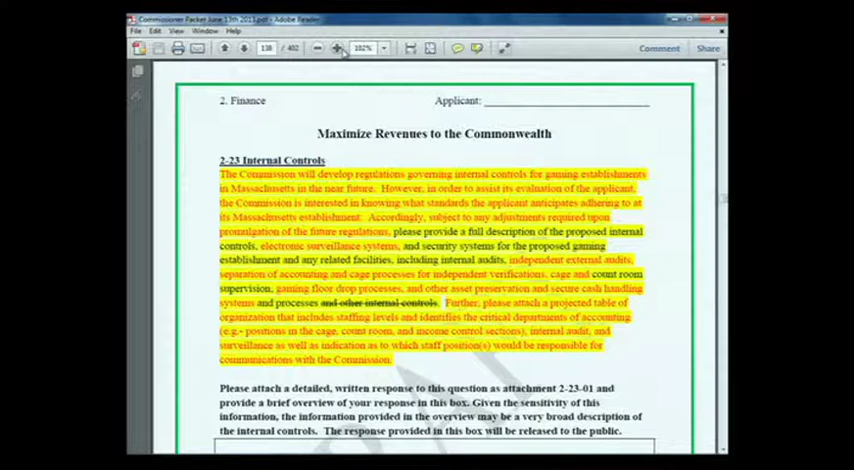 Commissioner Packet June 13th 2013.pdf - Adobe Reader
File Edit View Window Help
138 / 402 102% Comment Share
2. Finance Applicant: ____________________
Maximize Revenues to the Commonwealth
2-23 Internal Controls
The Commission will develop regulations governing internal controls for gaming establishments
in Massachusetts in the near future. However, in order to assist its evaluation of the applicant,
the Commission is interested in knowing what standards the applicant anticipates adhering to at
its Massachusetts establishment. Accordingly, subject to any adjustments required upon
promulgation of the future regulations, please provide a full description of the proposed internal
controls, electronic surveillance systems, and security systems for the proposed gaming
establishment and any related facilities, including internal audits, independent external audits,
separation of accounting and cage processes for independent verifications, cage and count room
supervision, gaming floor drop processes, and other asset preservation and secure cash handling
systems and processes and other internal controls. Further, please attach a projected table of
organization that includes staffing levels and identifies the critical departments of accounting
(e.g.- positions in the cage, count room, and income control sections), internal audit, and
surveillance as well as indication as to which staff position(s) would be responsible for
communications with the Commission.
Please attach a detailed, written response to this question as attachment 2-23-01 and
provide a brief overview of your response in this box. Given the sensitivity of this
information, the information provided in the overview may be a very broad description of
the internal controls. The response provided in this box will be released to the public.